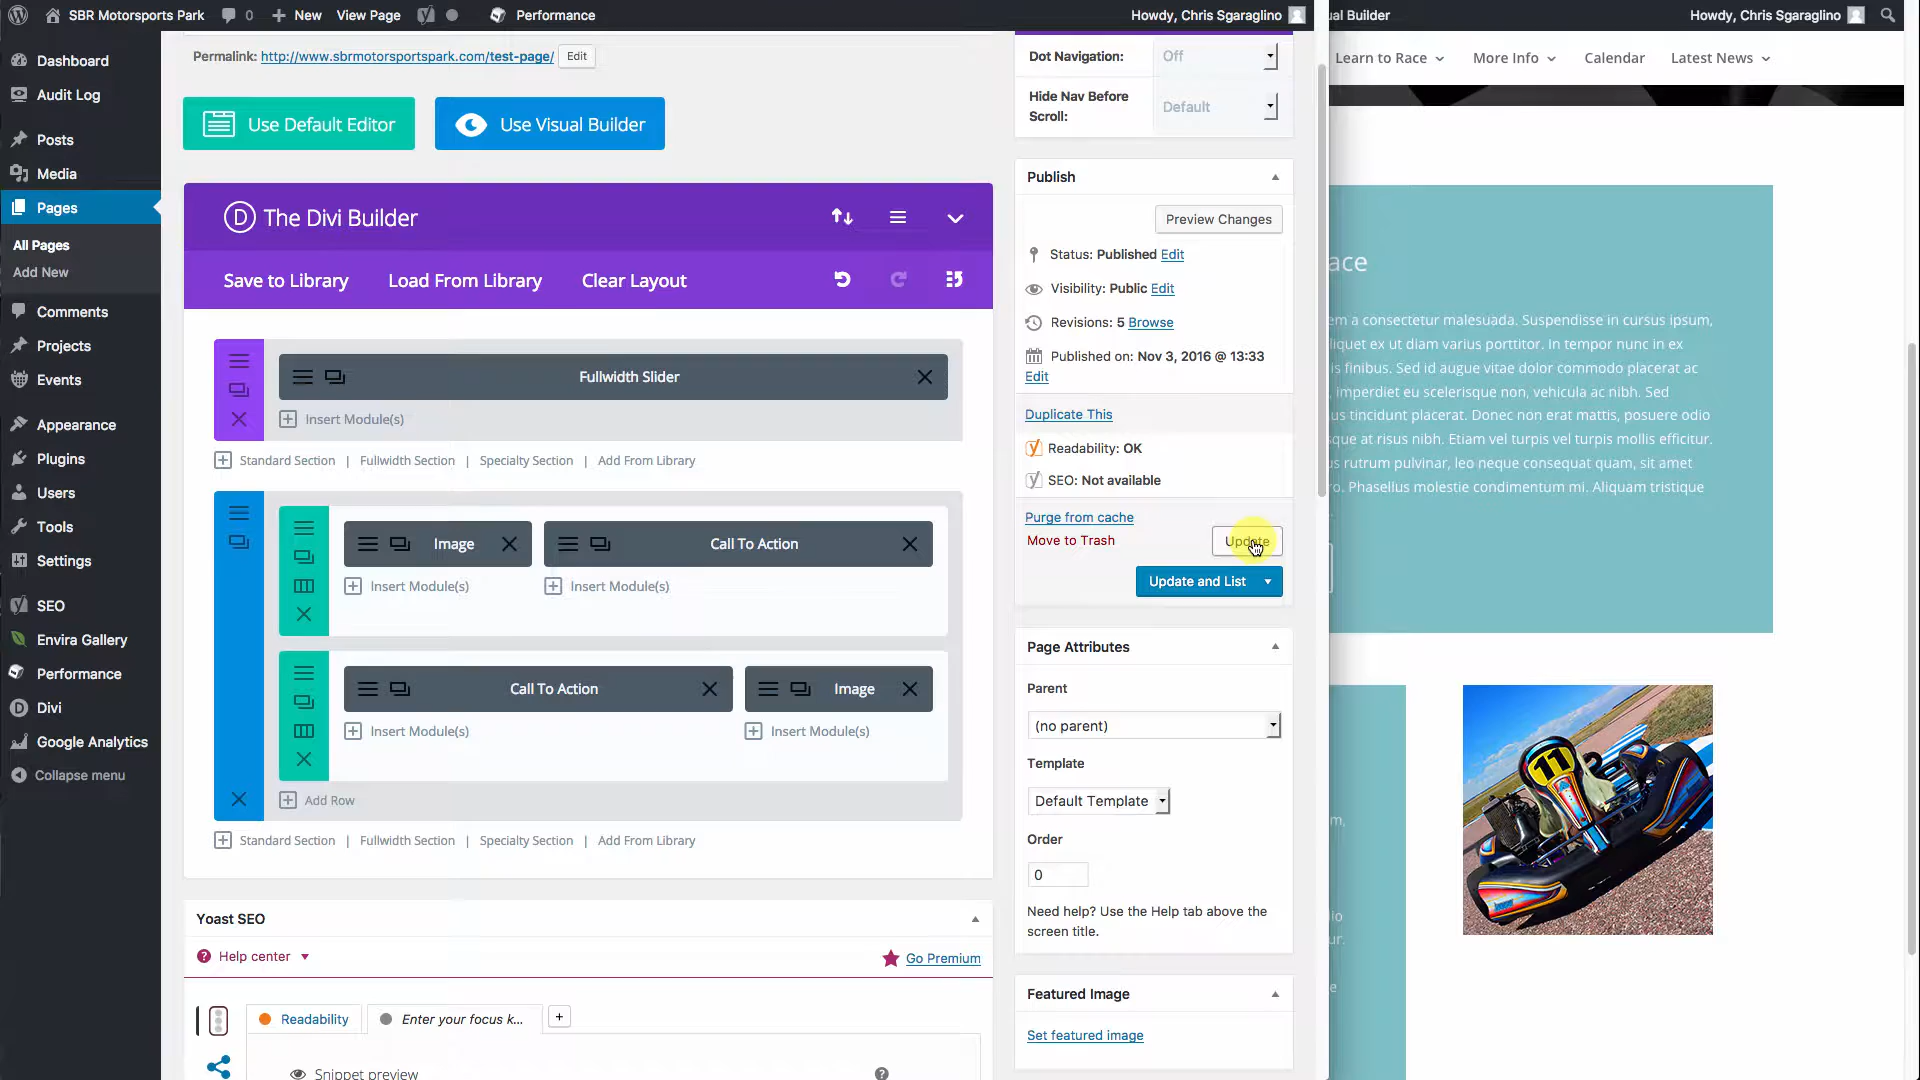 SBR Motorsports Park 0 New View Page Performance Howdy, Chris Sgaraglino
Dashboard
Audit Log
Posts
Media
Pages
All Pages
Add New
Comments
Projects
Events
Appearance
Plugins
Users
Tools
Settings
SEO
Envira Gallery
Performance
Divi
Google Analytics
Collapse menu
Permalink: http://www.sbrmotorsportspark.com/test-page/ Edit
Use Default Editor Use Visual Builder
D The Divi Builder
Save to Library Load From Library Clear Layout
Fullwidth Slider
Insert Module(s)
Standard Section | Fullwidth Section | Specialty Section | Add From Library
Image Call To Action
Insert Module(s) Insert Module(s)
Call To Action Image
Insert Module(s) Insert Module(s)
Add Row
Standard Section | Fullwidth Section | Specialty Section | Add From Library
Yoast SEO
Help center Go Premium
Readability Enter your focus k... +
Snippet preview
Dot Navigation: Off
Hide Nav Before
Scroll:
Default
Publish
Preview Changes
Status: Published Edit
Visibility: Public Edit
Revisions: 5 Browse
Published on: Nov 3, 2016 @ 13:33
Edit
Duplicate This
Readability: OK
SEO: Not available
Purge from cache
Move to Trash Update
Update and List
Page Attributes
Parent
(no parent)
Template
Default Template
Order
0
Need help? Use the Help tab above the
screen title.
Featured Image
Set featured image
ual Builder Howdy, Chris Sgaraglino
Learn to Race More Info Calendar Latest News
ace
em a consectetur malesuada. Suspendisse in cursus ipsum,
liquet ex ut diam varius porttitor. In tempor nunc in ex
is finibus. Sed id augue vitae dolor commodo placerat ac
, imperdiet eu scelerisque non, vehicula ac nibh. Sed
us tincidunt placerat. Donec non erat mattis, posuere odio
sque at risus nibh. Etiam vel turpis vel turpis mollis efficitur.
us rutrum pulvinar, leo neque consequat quam, sit amet
ro. Phasellus molestie condimentum mi. Aliquam tristique
m,
io
ur.
e
11